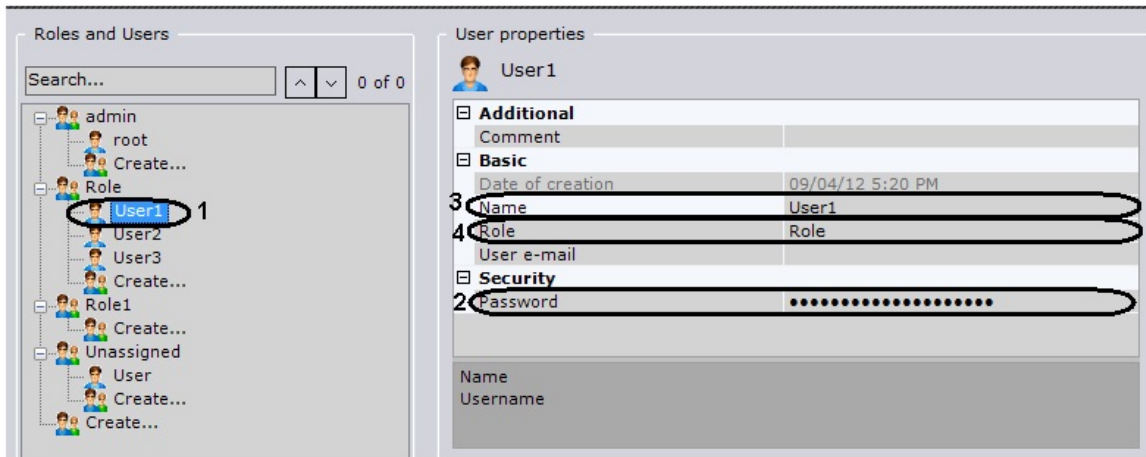 Roles and Users
Search...
0 of 0
admin
root
Create...
Role
User1 1
User2
User3
Create...
Role1
Create...
Unassigned
User
Create...
Create...
User properties
User1
Additional
Comment
Basic
Date of creation 09/04/12 5:20 PM
3 Name User1
4 Role Role
User e-mail
Security
2 Password ••••••••••••••••••••
Name
Username